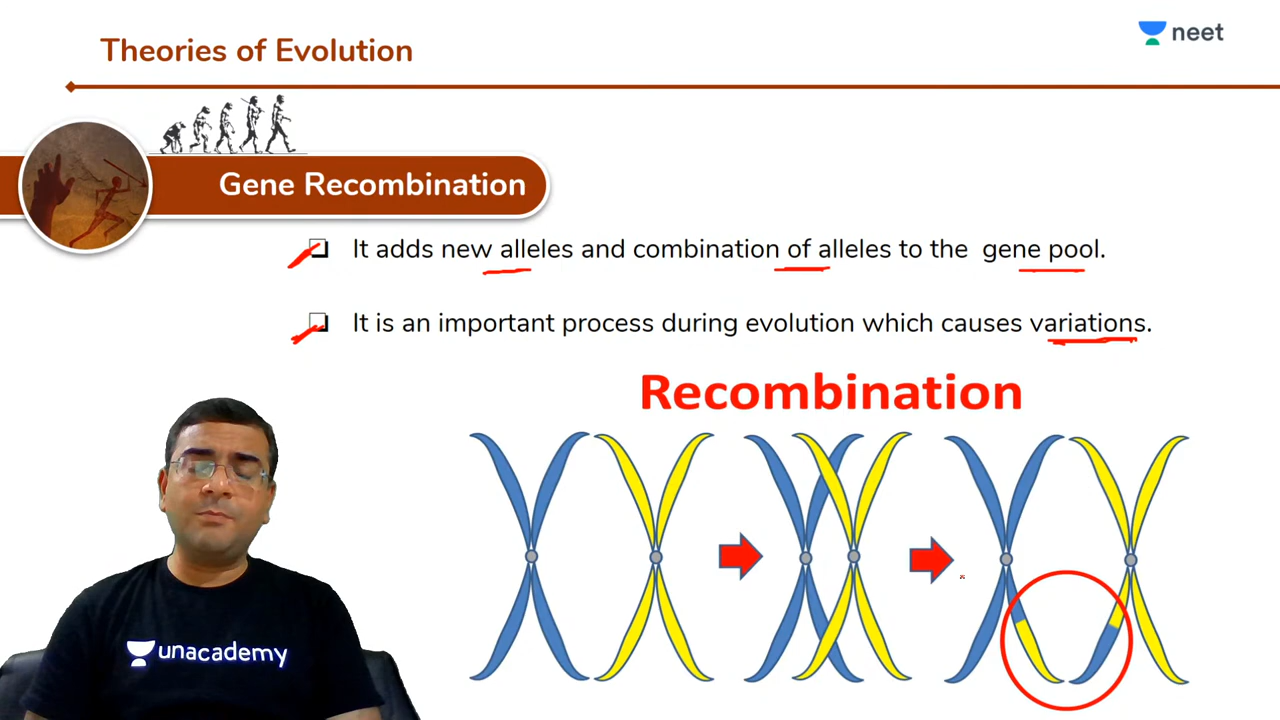 Theories of Evolution
neet
Gene Recombination
It adds new alleles and combination of alleles to the gene pool.
It is an important process during evolution which causes variations.
Recombination
unacademy